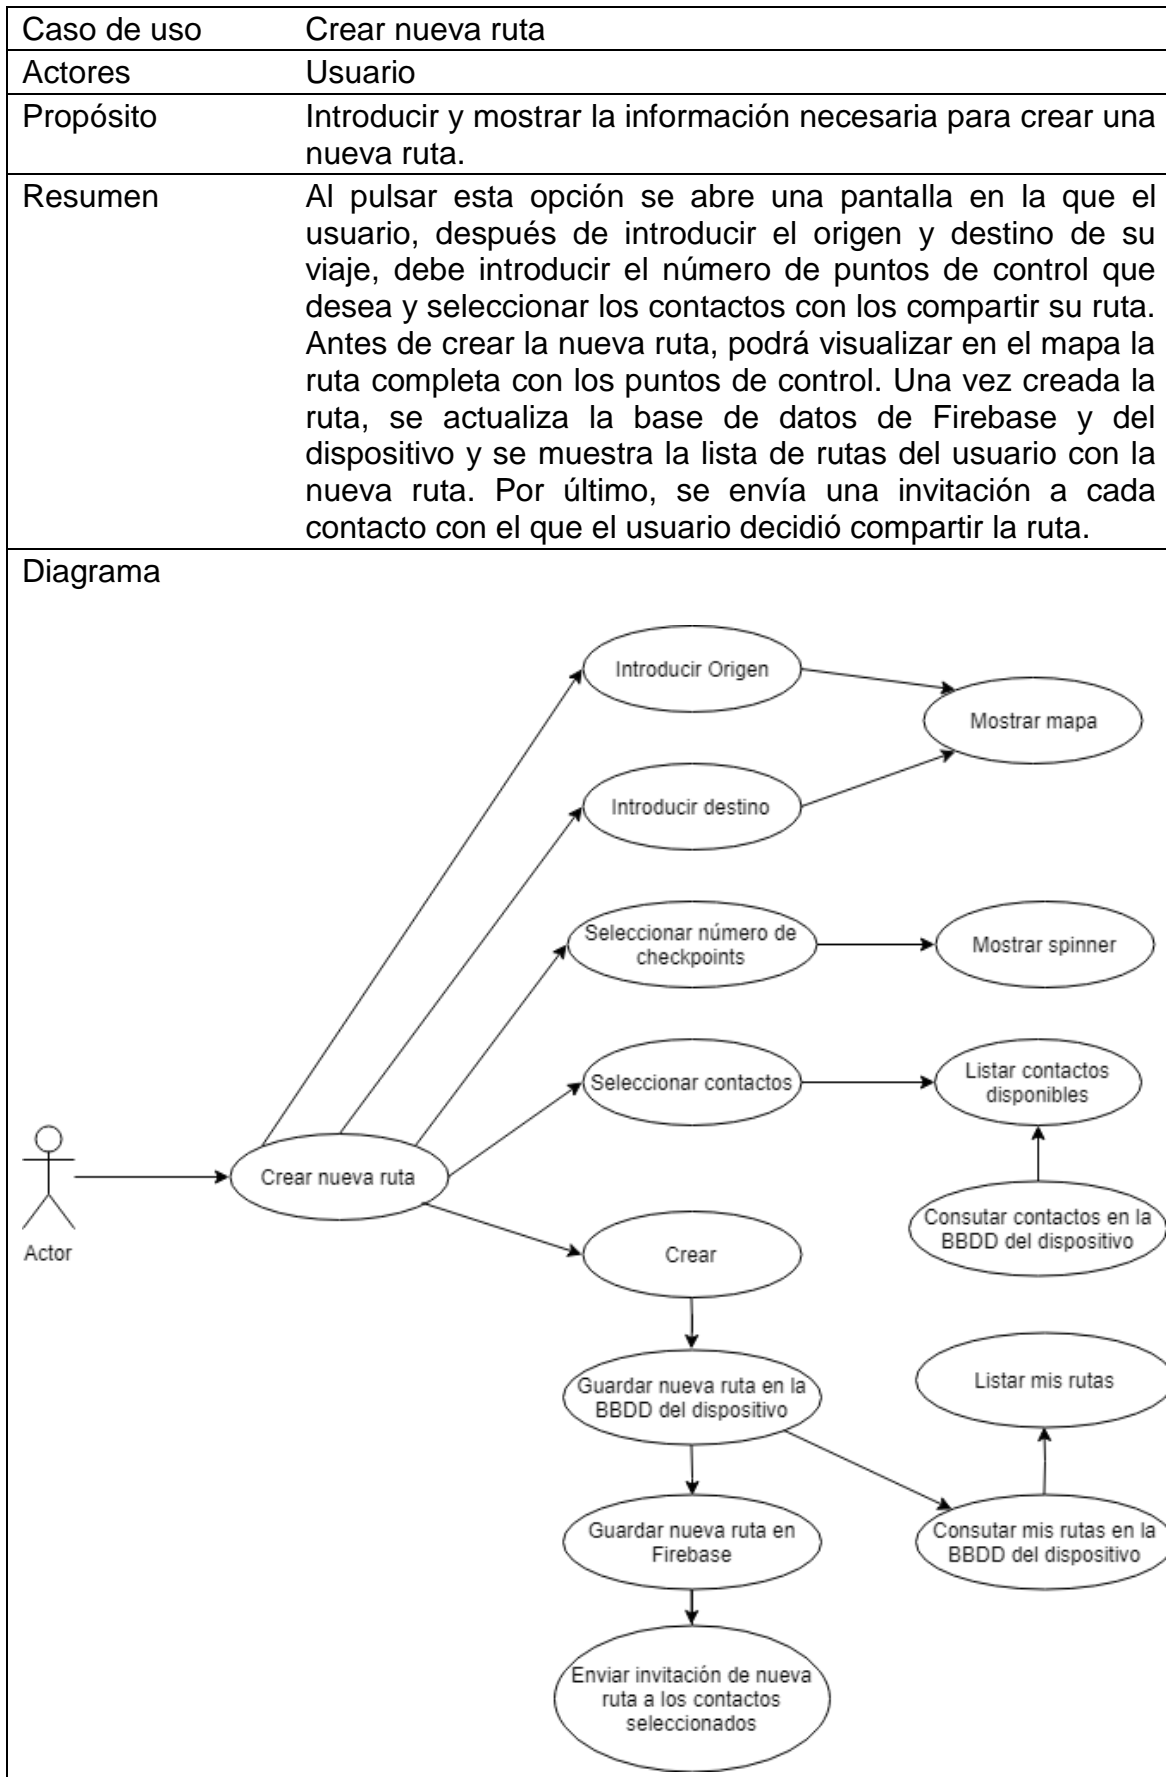 Caso de uso Crear nueva ruta
Actores Usuario
Propósito Introducir y mostrar la información necesaria para crear una
nueva ruta.
Resumen Al pulsar esta opción se abre una pantalla en la que el
usuario, después de introducir el origen y destino de su
viaje, debe introducir el número de puntos de control que
desea y seleccionar los contactos con los compartir su ruta.
Antes de crear la nueva ruta, podrá visualizar en el mapa la
ruta completa con los puntos de control. Una vez creada la
ruta, se actualiza la base de datos de Firebase y del
dispositivo y se muestra la lista de rutas del usuario con la
nueva ruta. Por último, se envía una invitación a cada
contacto con el que el usuario decidió compartir la ruta.
Diagrama
Introducir Origen
Mostrar mapa
Introducir destino
Seleccionar número de
checkpoints
Mostrar spinner
Seleccionar contactos
Listar contactos
disponibles
Crear nueva ruta
Actor
Consutar contactos en la
BBDD del dispositivo
Crear
Guardar nueva ruta en la
BBDD del dispositivo
Listar mis rutas
Guardar nueva ruta en
Firebase
Consutar mis rutas en la
BBDD del dispositivo
Enviar invitación de nueva
ruta a los contactos
seleccionados